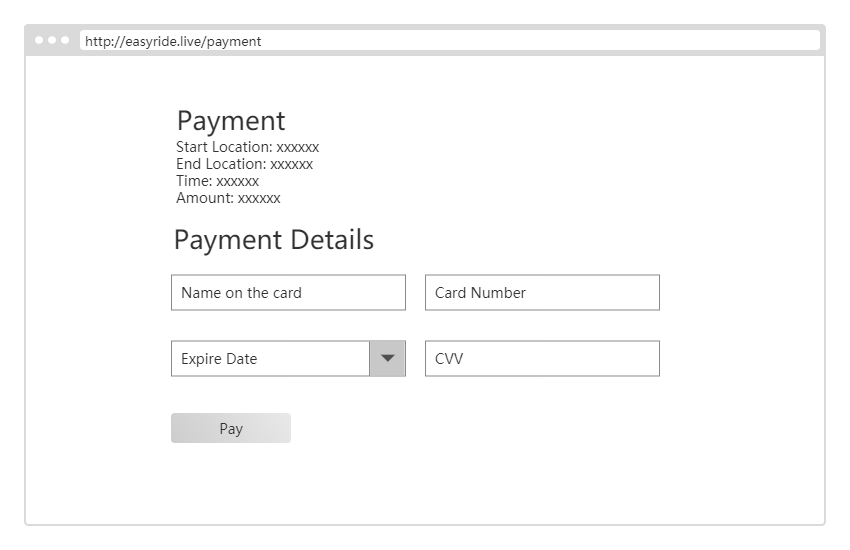 http://easyride.live/payment
Payment
Start Location: xxxxxx
End Location: xxxxxx
Time: xxxxxx
Amount: xxxxxx
Payment Details
Name on the card
Card Number
Expire Date
CVV
Pay